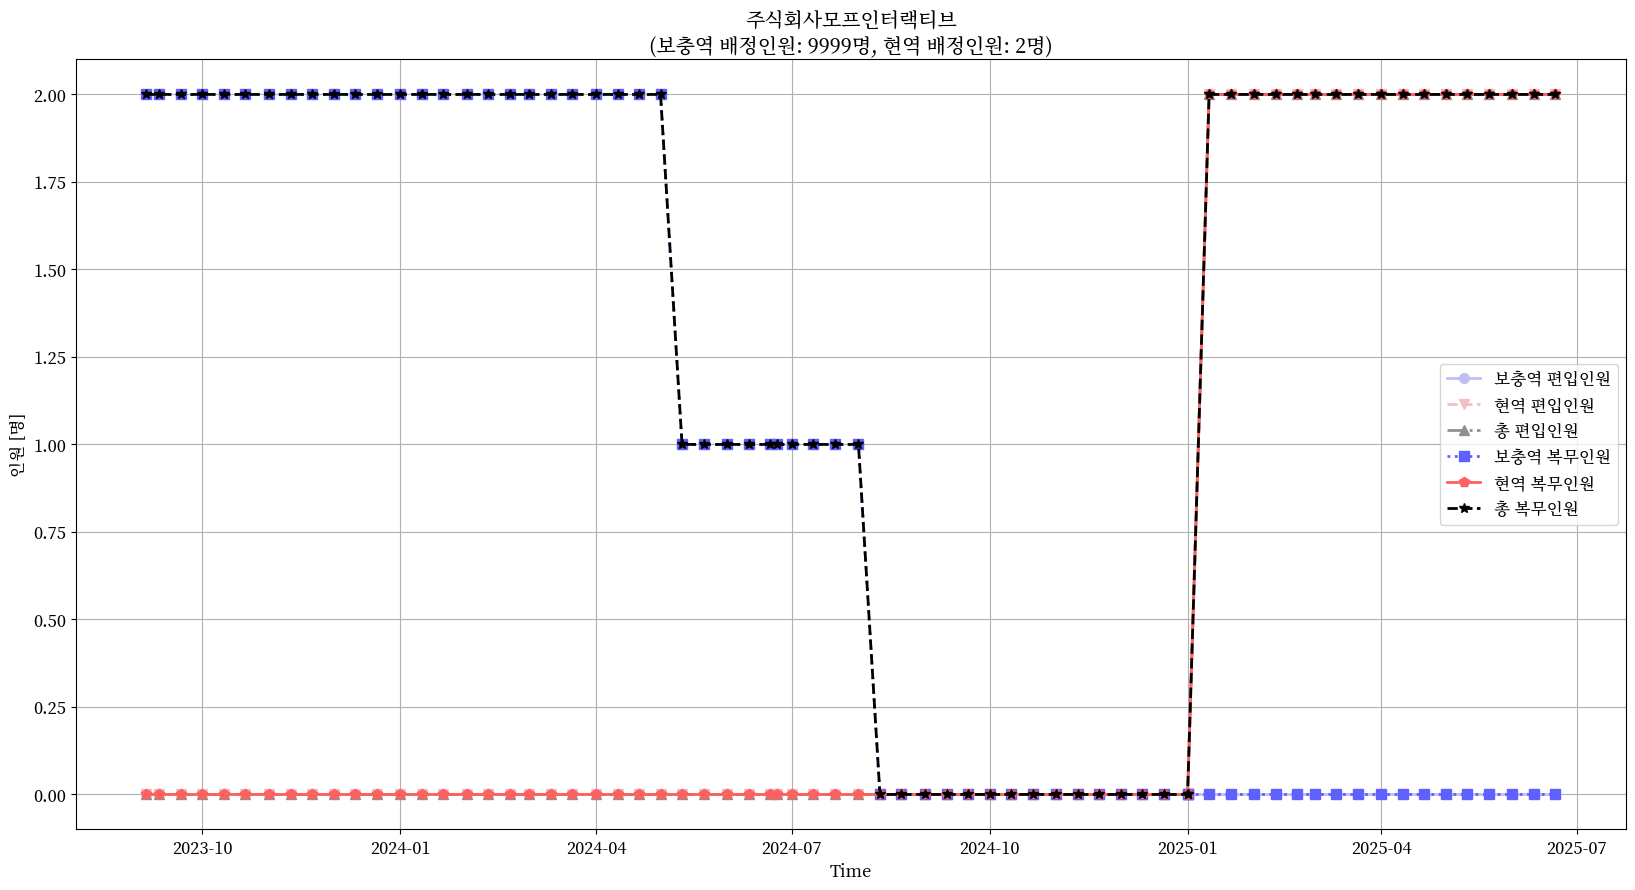 주식회사모프인터랙티브
(보충역 배정인원: 9999명, 현역 배정인원: 2명)
인원 [명]
2.00
1.75
1.50
1.25
1.00
0.75
0.50
0.25
0.00
보충역 편입인원
현역 편입인원
총 편입인원
보충역 복무인원
현역 복무인원
총 복무인원
2023-10
2024-01
2024-04
2024-07
2024-10
2025-01
2025-04
2025-07
Time